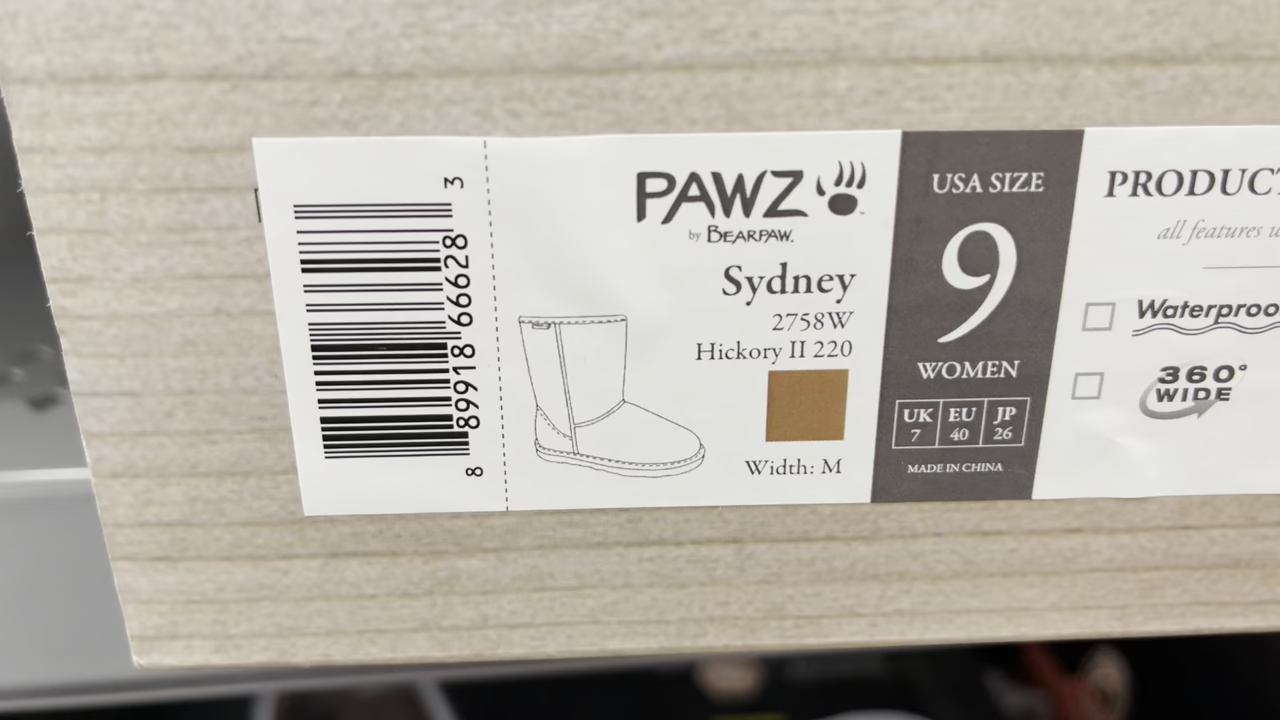 8 89918 66628 3
PAWZ
by BEARPAW.
Sydney
2758W
Hickory II 220
Width: M
USA SIZE
9
WOMEN
UK EU JP
7 40 26
MADE IN CHINA
PRODUCT
all features
Waterproo
360°
WIDE